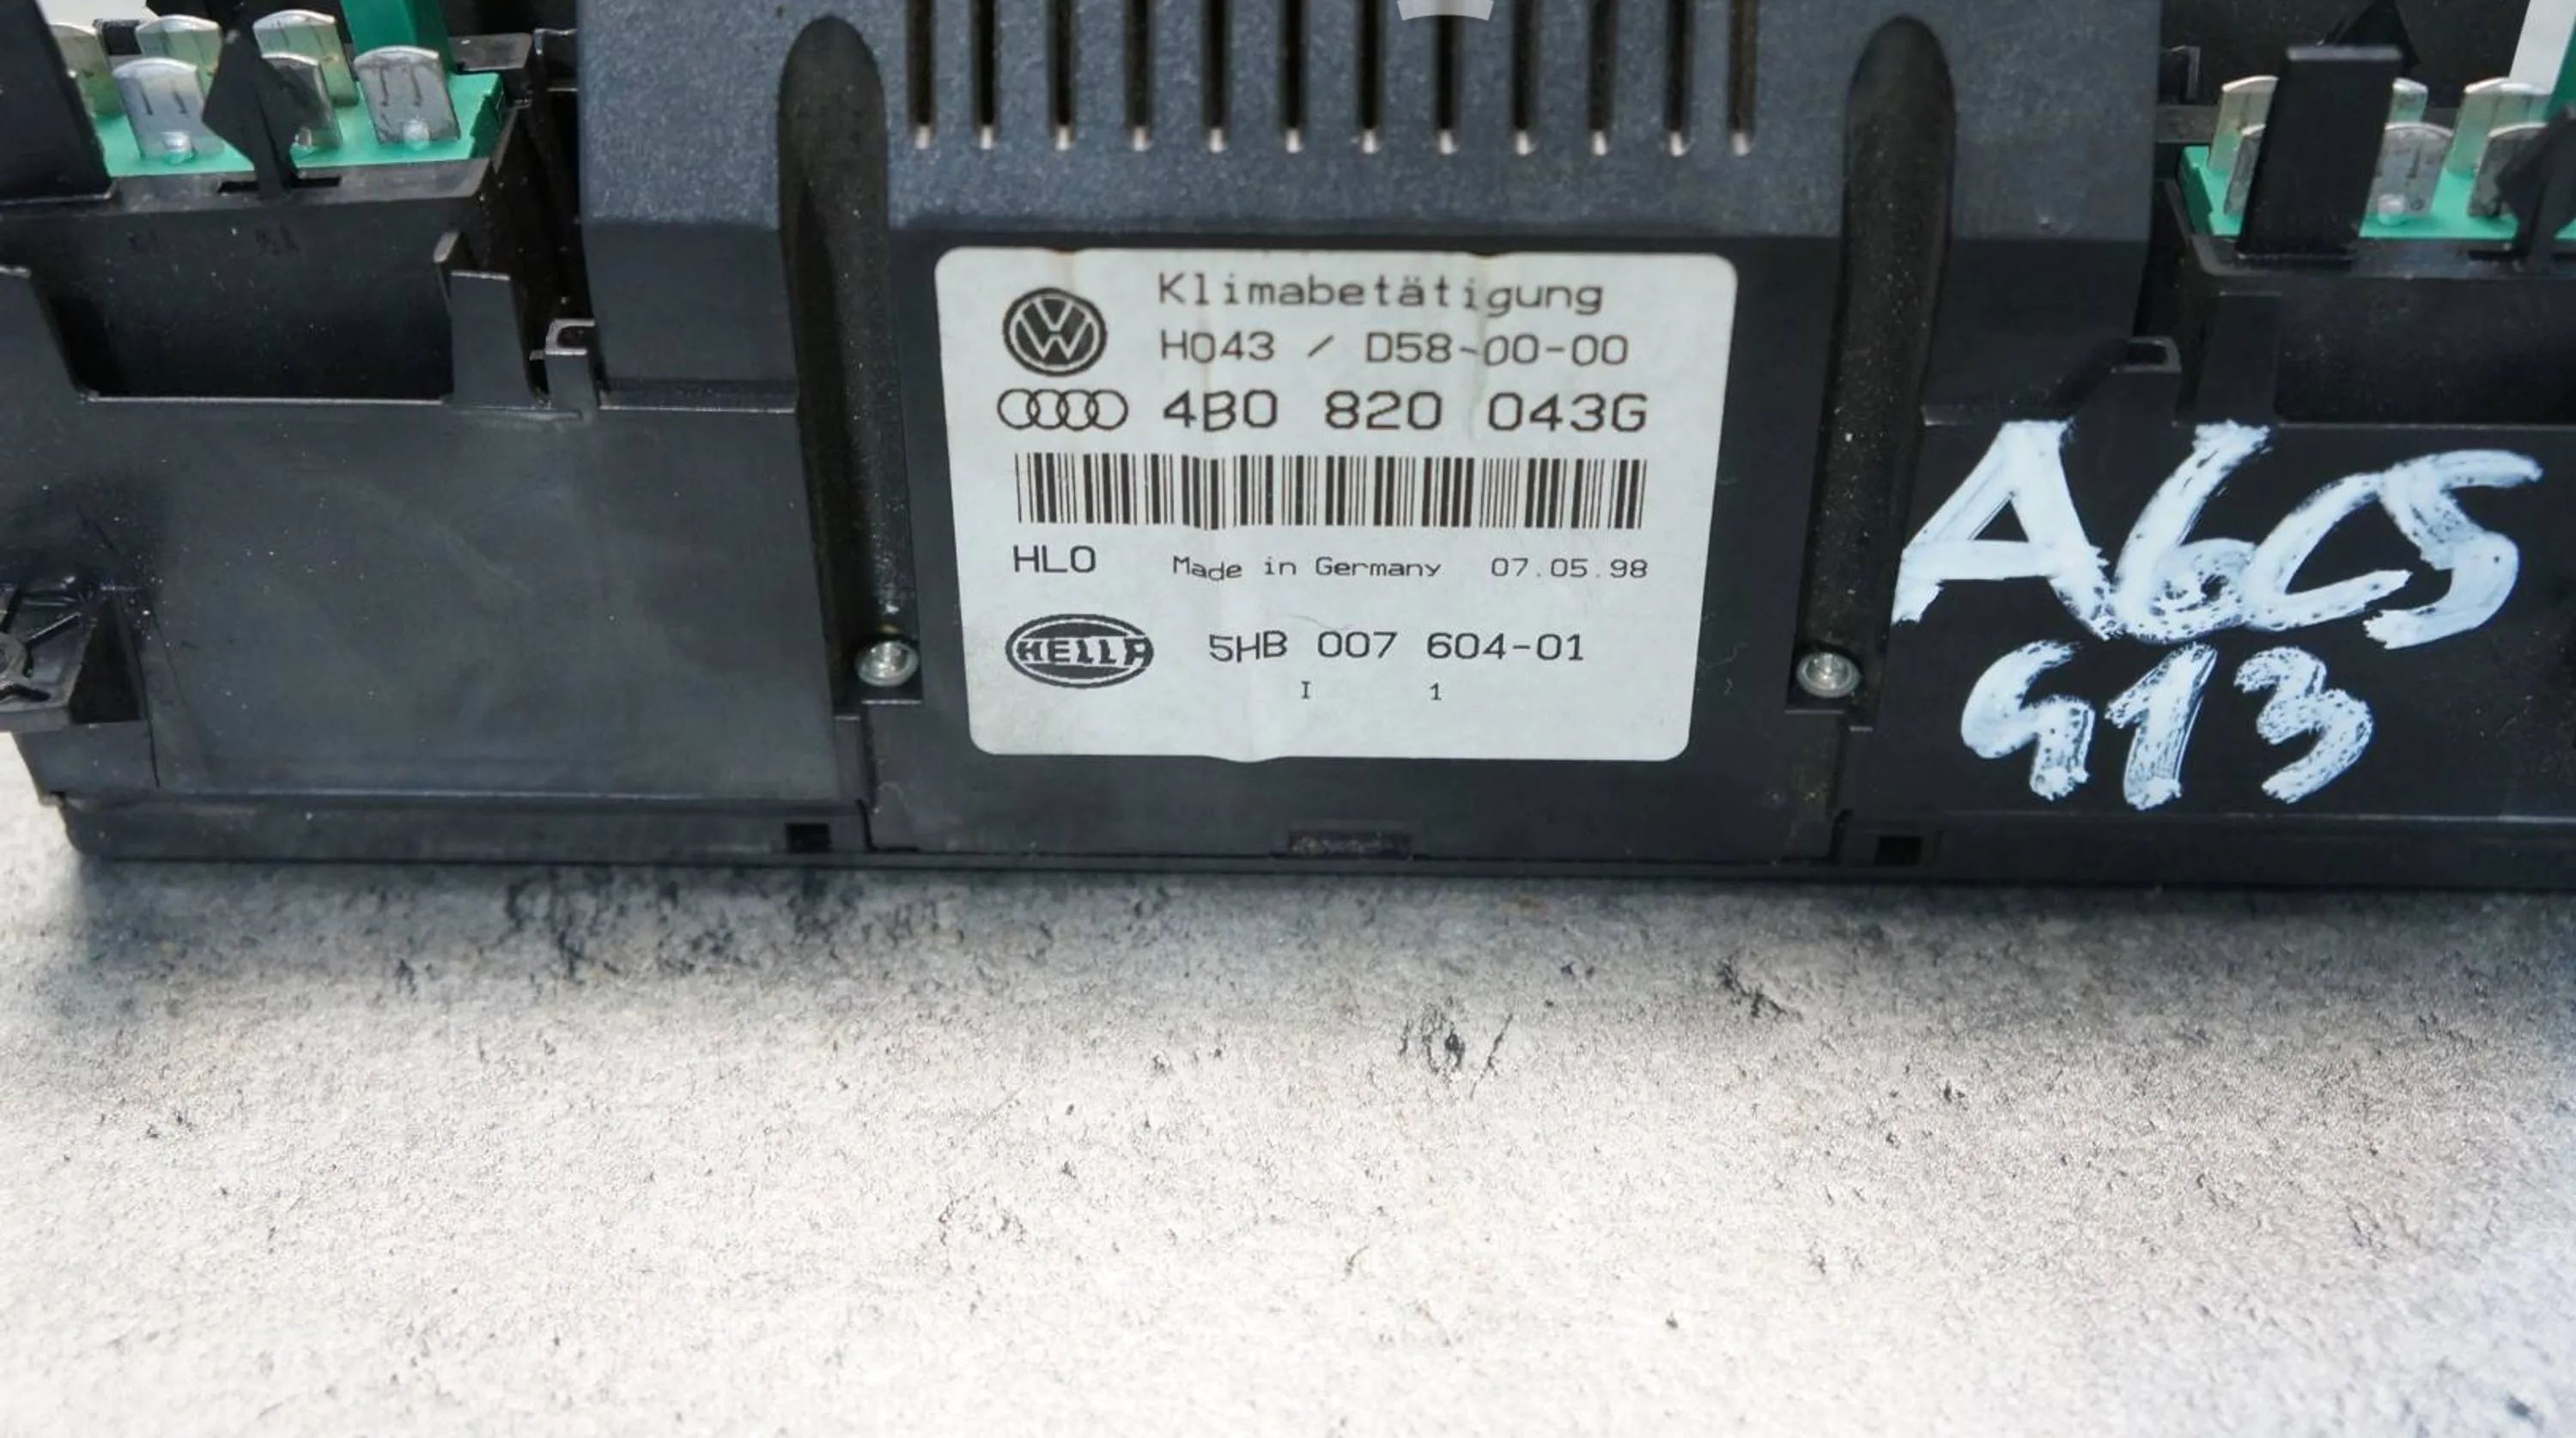 Klimabetätigung
H043 / D58-00-00
4B0 820 043G
HLO Made in Germany 07.05.98
HELLA 5HB 007 604-01
I 1
A6C5
913